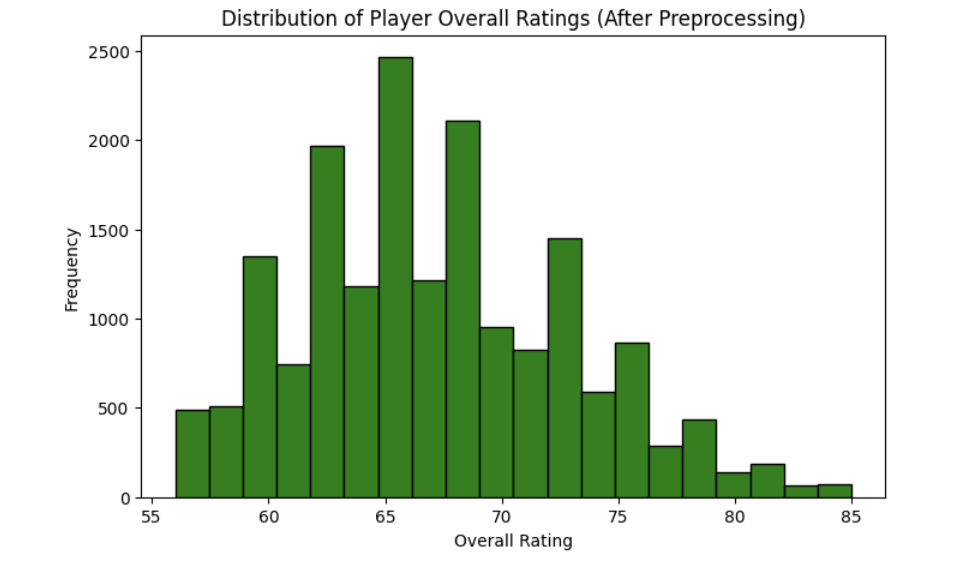 Distribution of Player Overall Ratings (After Preprocessing)
2500
2000
1500
1000
500
0
Frequency
55 60 65 70 75 80 85
Overall Rating